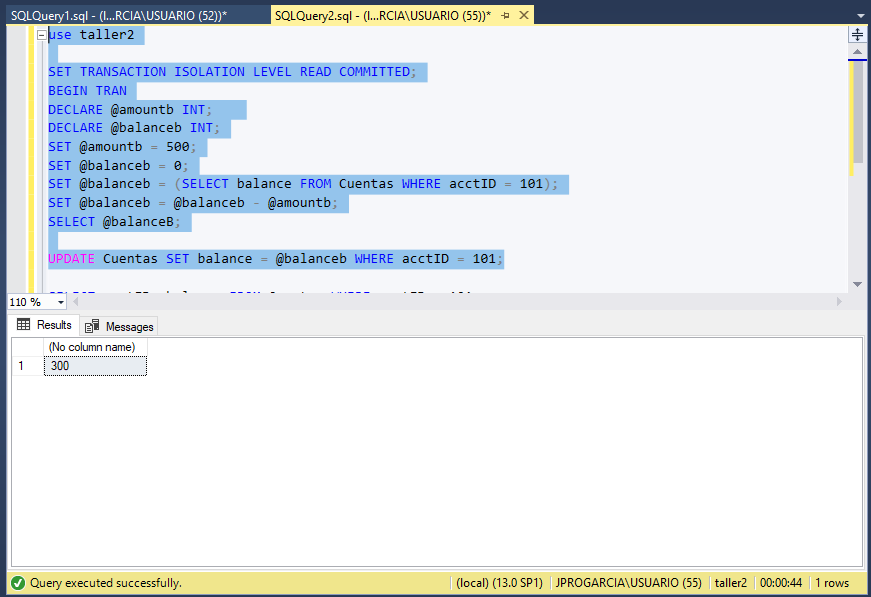 SQLQuery1.sql - (l...RCIA\USUARIO (52))*
SQLQuery2.sql - (l...RCIA\USUARIO (55))*
use taller2
SET TRANSACTION ISOLATION LEVEL READ COMMITTED;
BEGIN TRAN
DECLARE @amountb INT;
DECLARE @balanceb INT;
SET @amountb = 500;
SET @balanceb = 0;
SET @balanceb = (SELECT balance FROM Cuentas WHERE acctID = 101);
SET @balanceb = @balanceb - @amountb;
SELECT @balanceB;
UPDATE Cuentas SET balance = @balanceb WHERE acctID = 101;
110 %
Results
Messages
(No column name)
1
300
Query executed successfully.
(local) (13.0 SP1)
JPROGARCIA\USUARIO (55)
taller2
00:00:44
1 rows